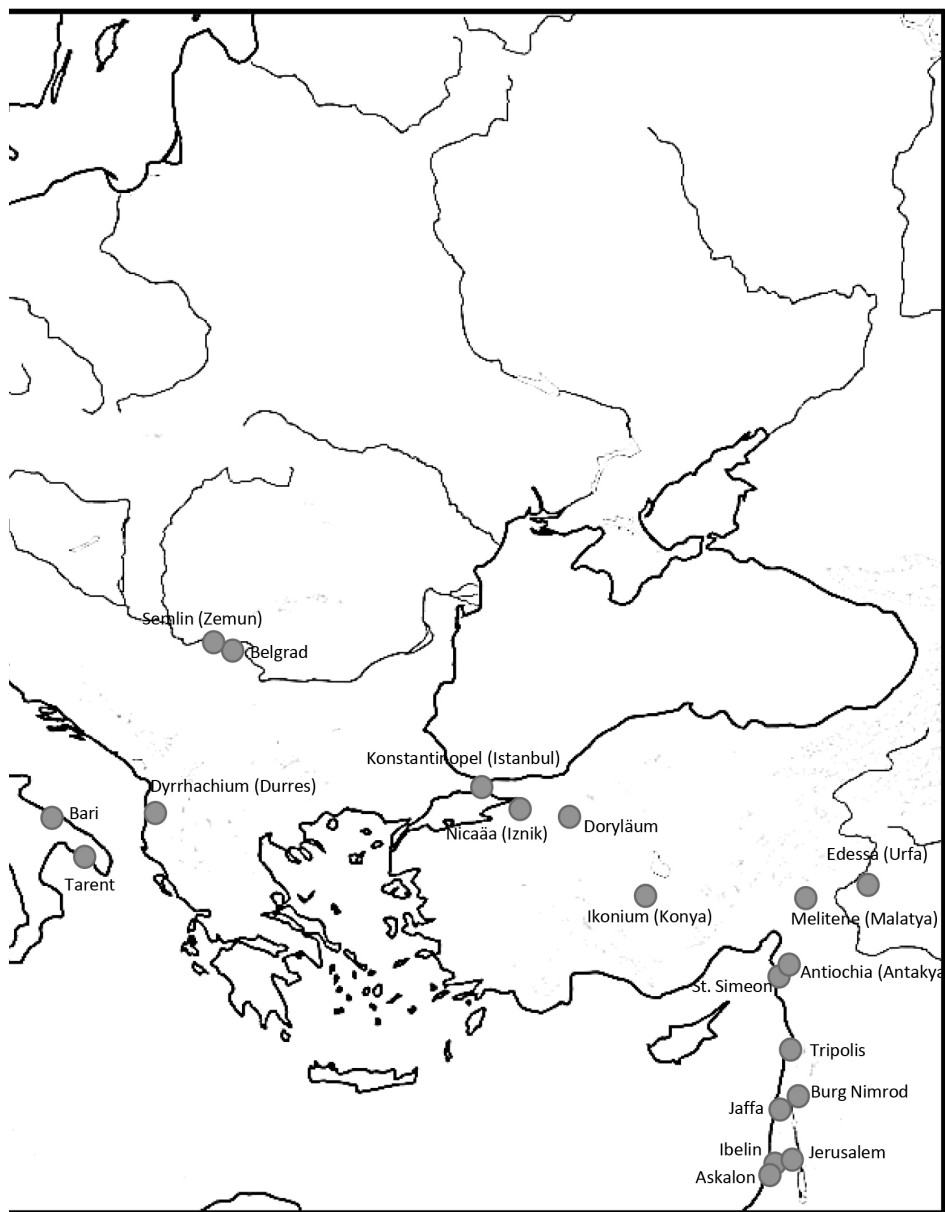 Semlin (Zemun)
Belgrad
Konstantinopel (Istanbul)
Dyrrhachium (Durres)
Bari
Nicaäa (Iznik)
Doryläum
Edessa (Urfa)
Tarent
Ikonium (Konya)
Melitene (Malatya)
Antiochia (Antakya
St. Simeon
Tripolis
Burg Nimrod
Jaffa
Ibelin
Jerusalem
Askalon